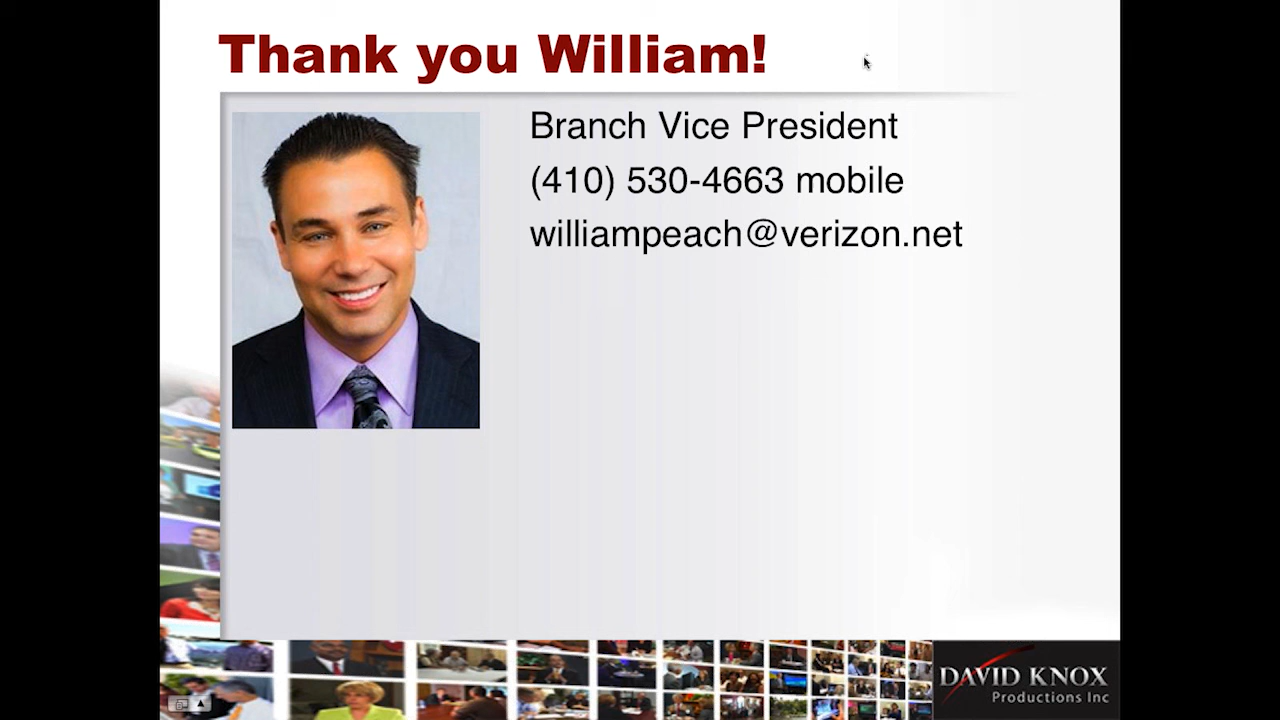 Thank you William!
Branch Vice President
(410) 530-4663 mobile
williampeach@verizon.net
DAVID KNOX
Productions Inc